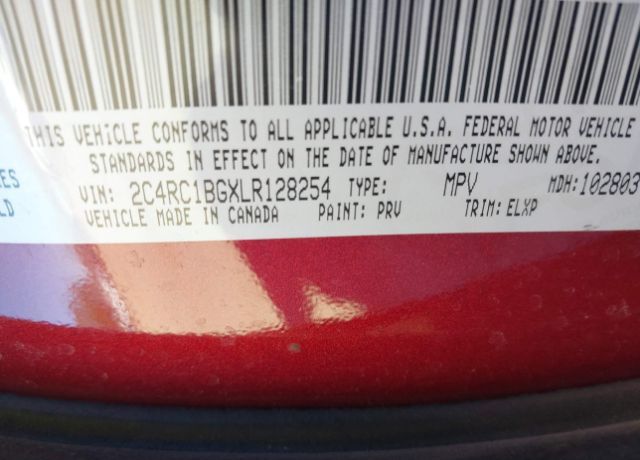 THIS VEHICLE CONFORMS TO ALL APPLICABLE U.S.A. FEDERAL MOTOR VEHICLE
STANDARDS IN EFFECT ON THE DATE OF MANUFACTURE SHOWN ABOVE.
VIN: 2C4RC1BGXLR128254 TYPE: MPV MDH:102803
VEHICLE MADE IN CANADA PAINT: PRV TRIM: ELXP